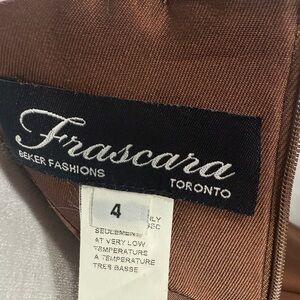 Frascara
BEKER FASHIONS
TORONTO
4
SEULEMENT
AT VERY LOW
TEMPERATURE
A TEMPERATURE
TRES BASSE